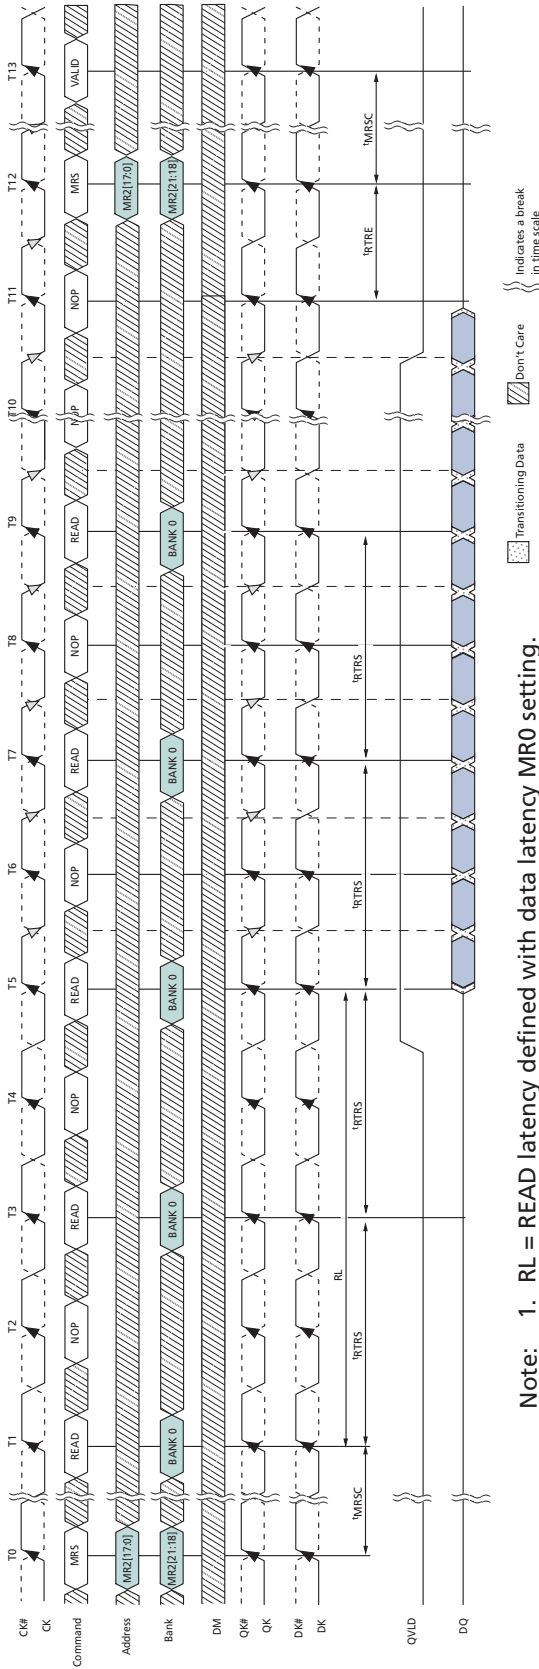 T0 T1 T2 T3 T4 T5 T6 T7 T8 T9 T10 T11 T12 T13
CK#
CK
Command MRS READ NOP READ NOP READ NOP READ NOP READ NOP NOP MRS VALID
Address MR2[17:0] MR2[17:0]
Bank MR2[21:18] BANK 0 BANK 0 BANK 0 BANK 0 BANK 0 MR2[21:18]
DM
QK#
QK
DK#
DK
RL
tMRSC tRTRS tRTRS tRTRS tRTRS tRTRE tMRSC
QVLD
DQ
Transitioning Data Don't Care Indicates a break
in time scale
Note: 1. RL = READ latency defined with data latency MR0 setting.